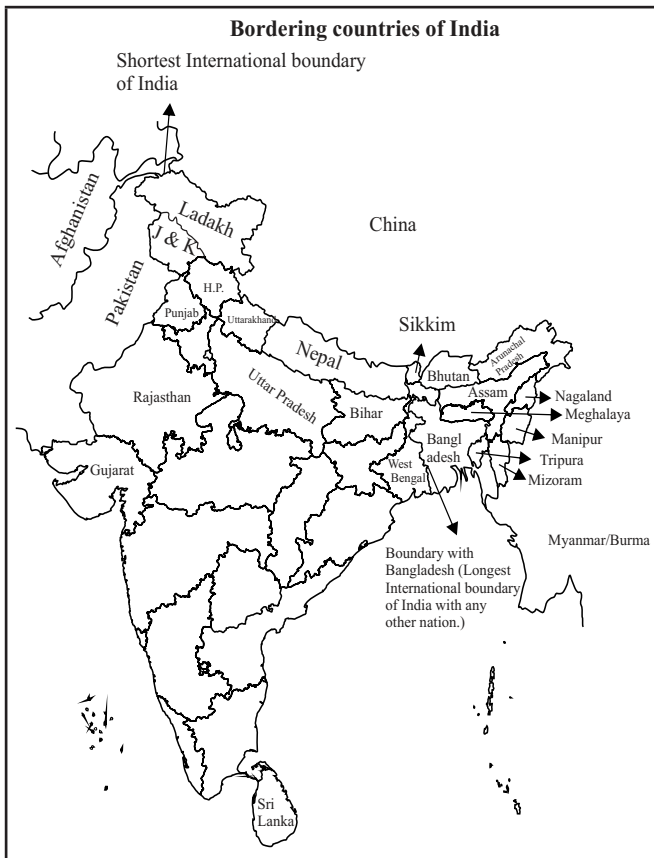 Bordering countries of India
Shortest International boundary
of India
Afghanistan
Pakistan
Ladakh
J & K
China
H.P.
Punjab
Uttarakhand
Nepal
Sikkim
Bhutan
Arunachal
Pradesh
Rajasthan
Uttar Pradesh
Bihar
Assam
Nagaland
Meghalaya
Manipur
Tripura
Mizoram
Gujarat
West
Bengal
Bangl
adesh
Myanmar/Burma
Boundary with
Bangladesh (Longest
International boundary
of India with any
other nation.)
Sri
Lanka